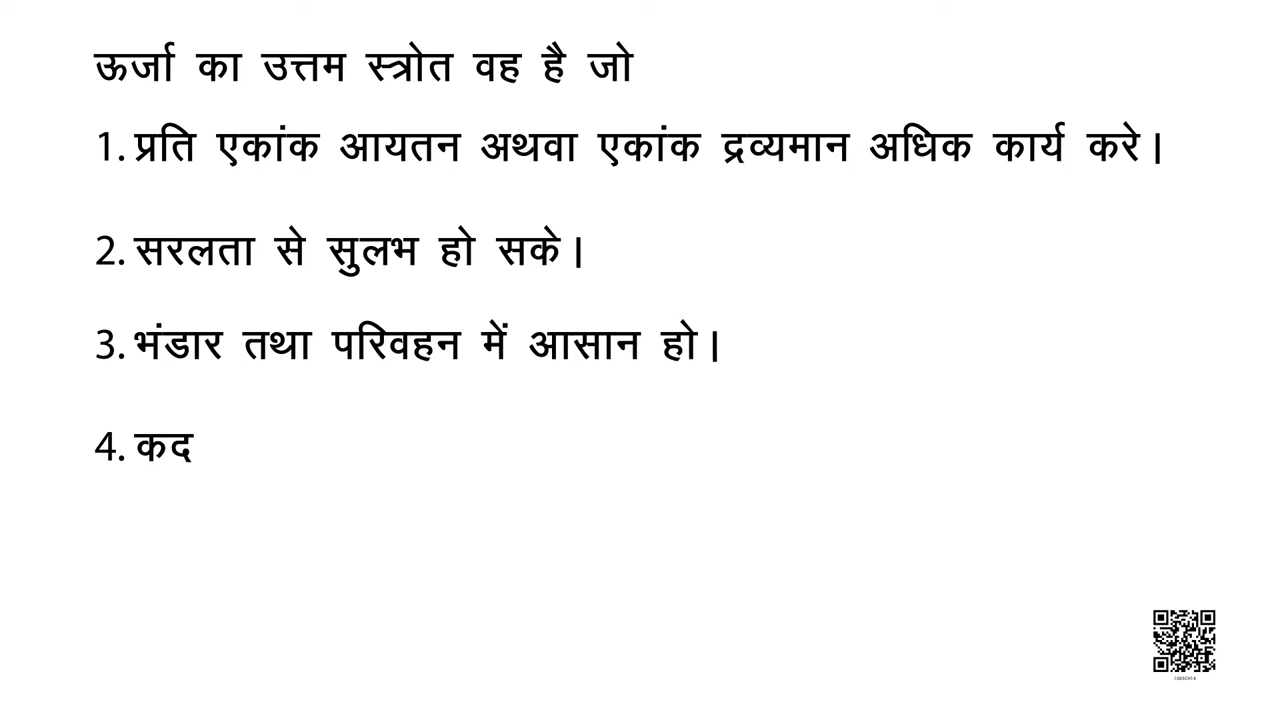 ऊर्जा का उत्तम स्त्रोत वह है जो
1. प्रति एकांक आयतन अथवा एकांक द्रव्यमान अधिक कार्य करे।
2. सरलता से सुलभ हो सके।
3. भंडार तथा परिवहन में आसान हो।
4. कद
1065CH14